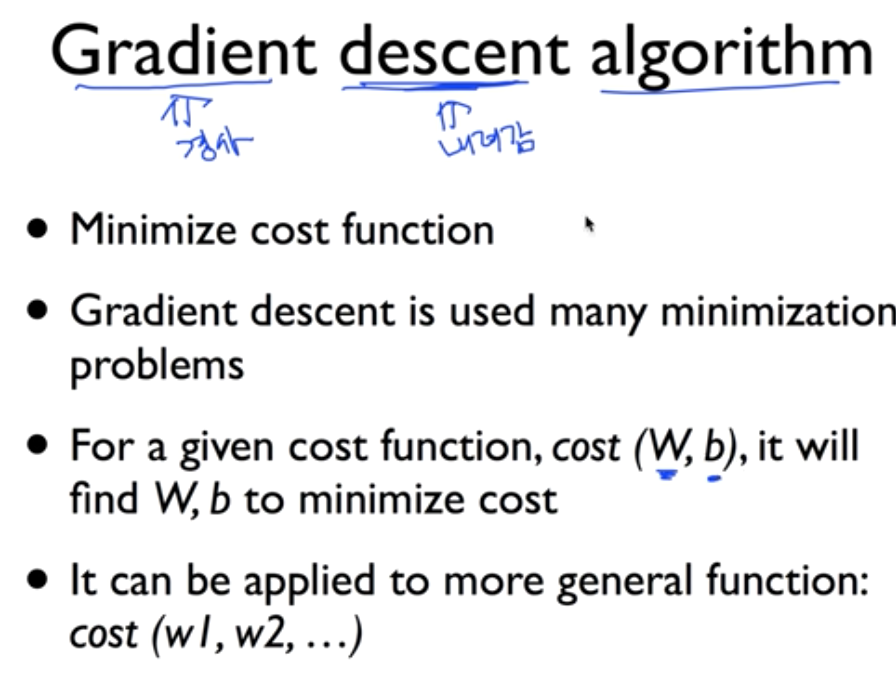 Gradient descent algorithm
경사 내려감
• Minimize cost function
• Gradient descent is used many minimization
problems
• For a given cost function, cost (W, b), it will
find W, b to minimize cost
• It can be applied to more general function:
cost (w1, w2, …)